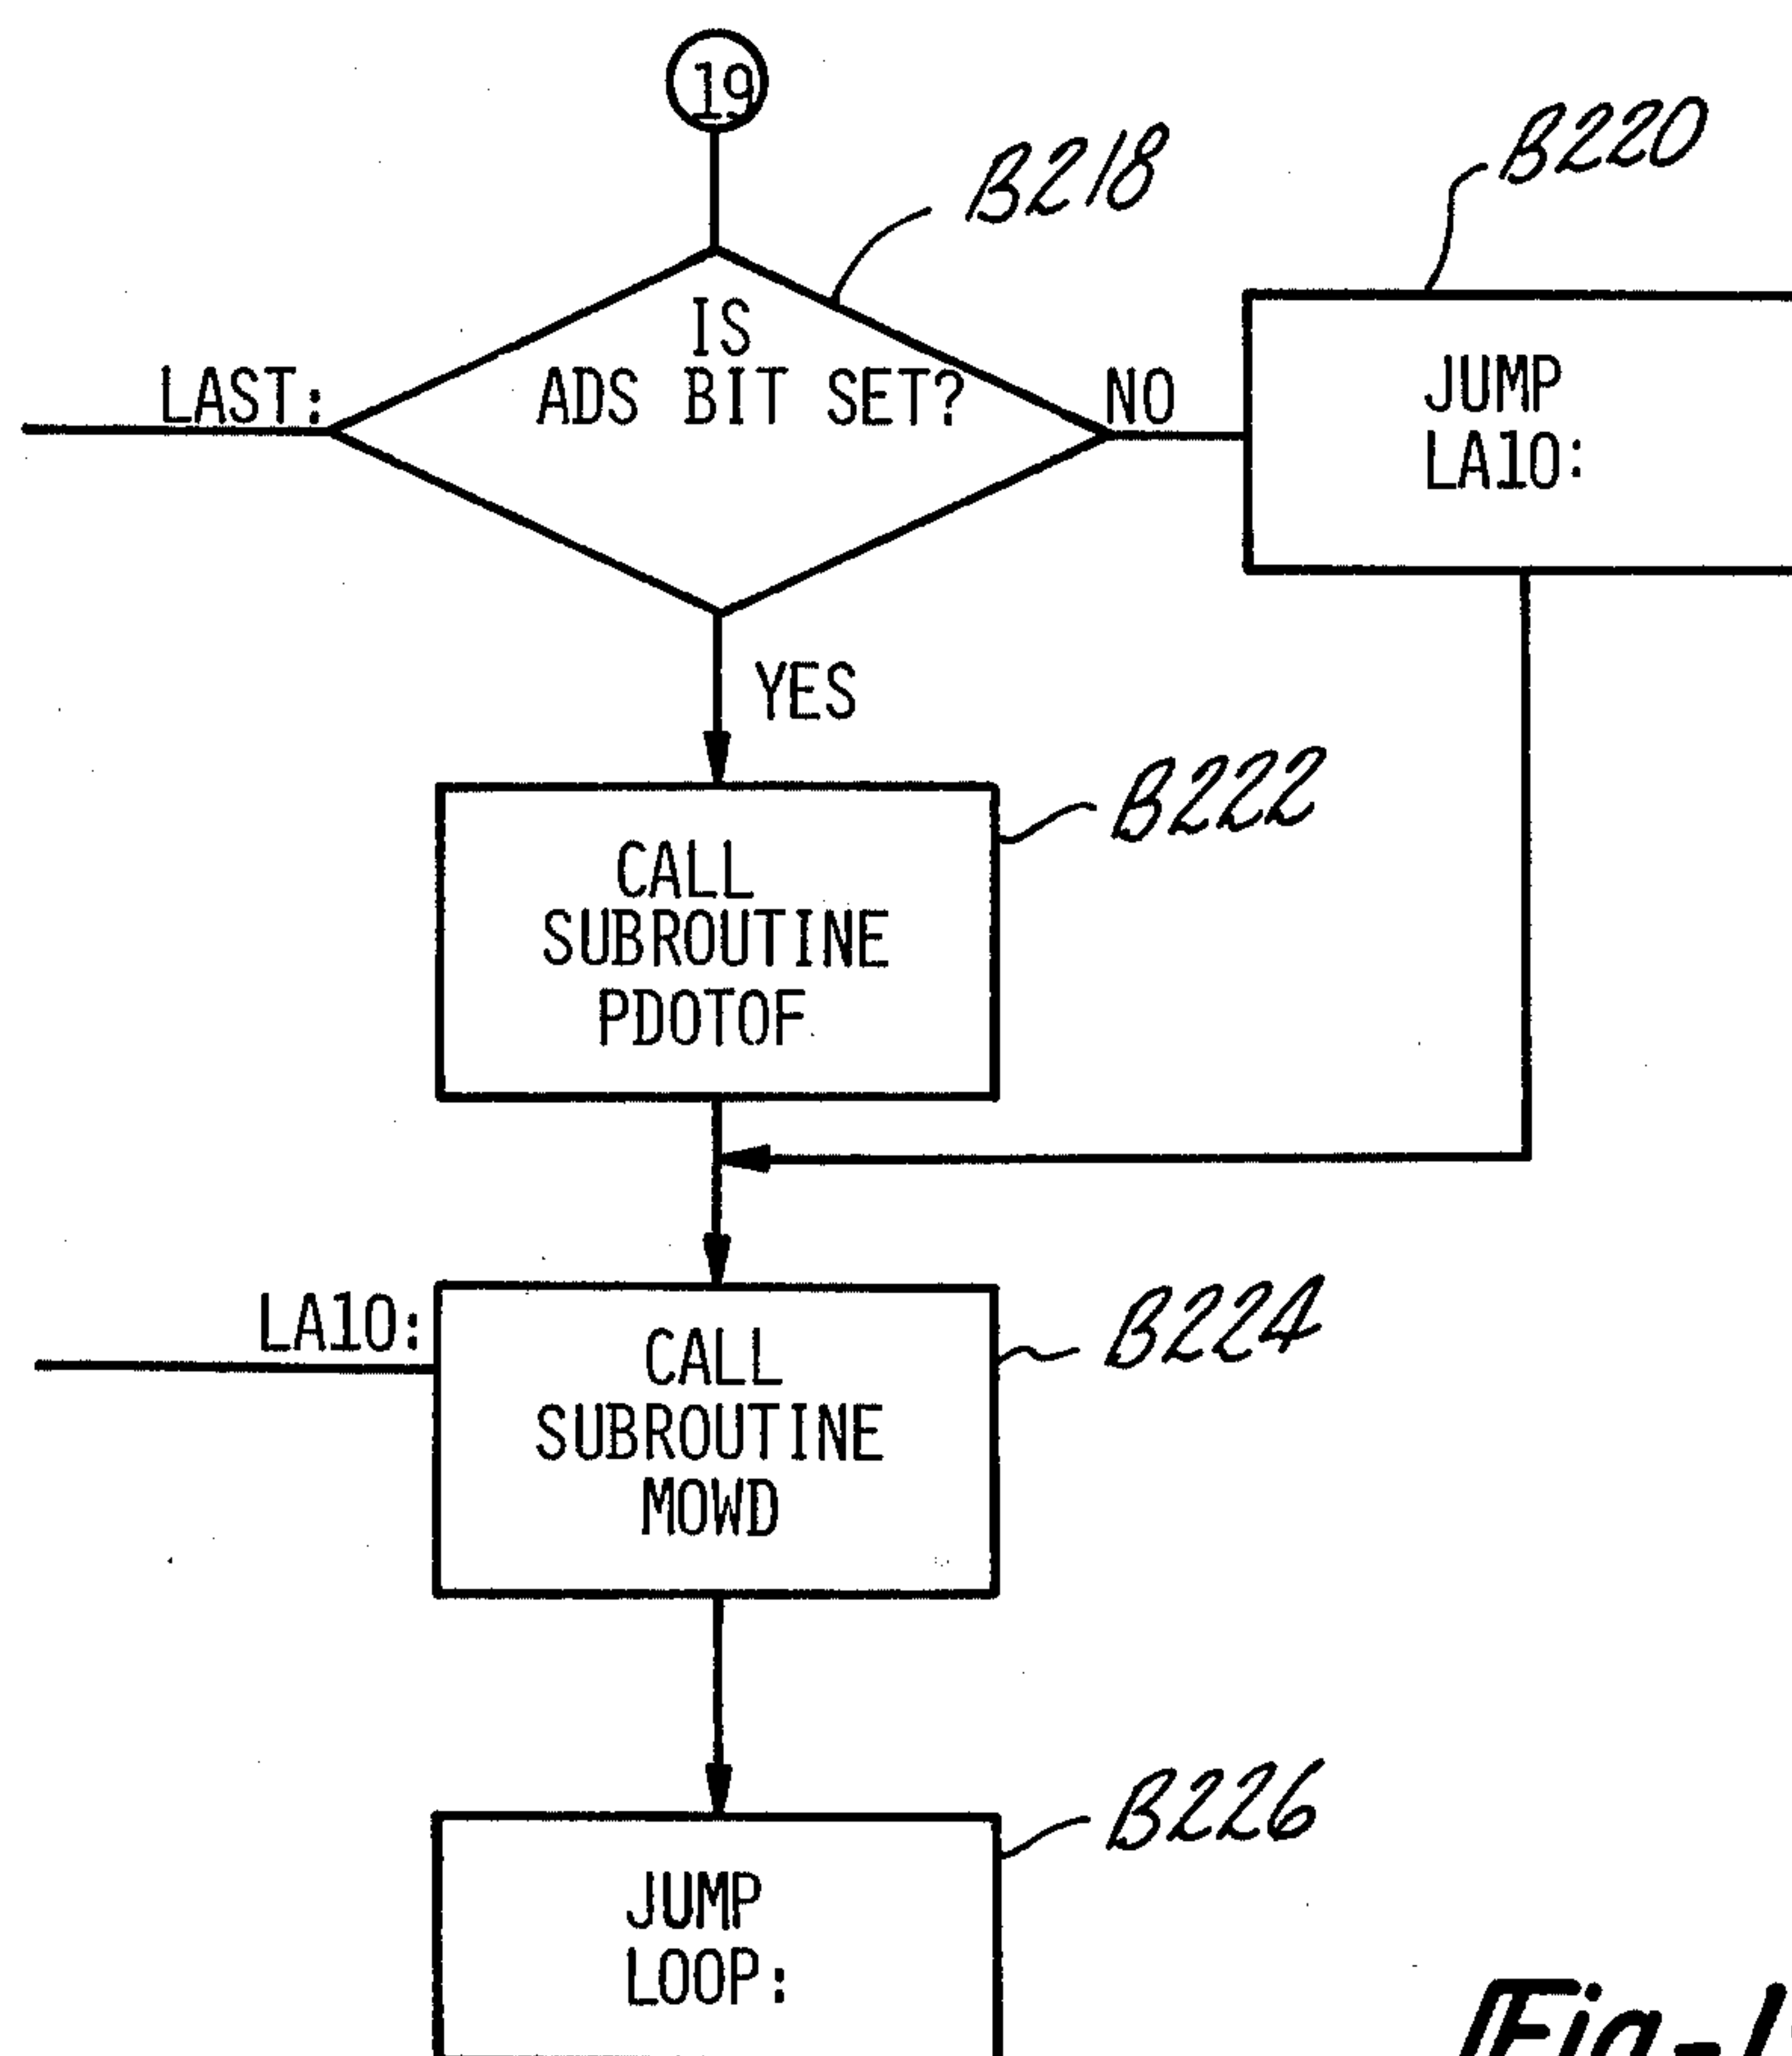 19
B218
B220
IS
ADS BIT SET?
LAST:
NO
JUMP
LA10:
YES
B222
CALL
SUBROUTINE
PDOTOF
LA10:
B224
CALL
SUBROUTINE
MOWD
B226
JUMP
LOOP: